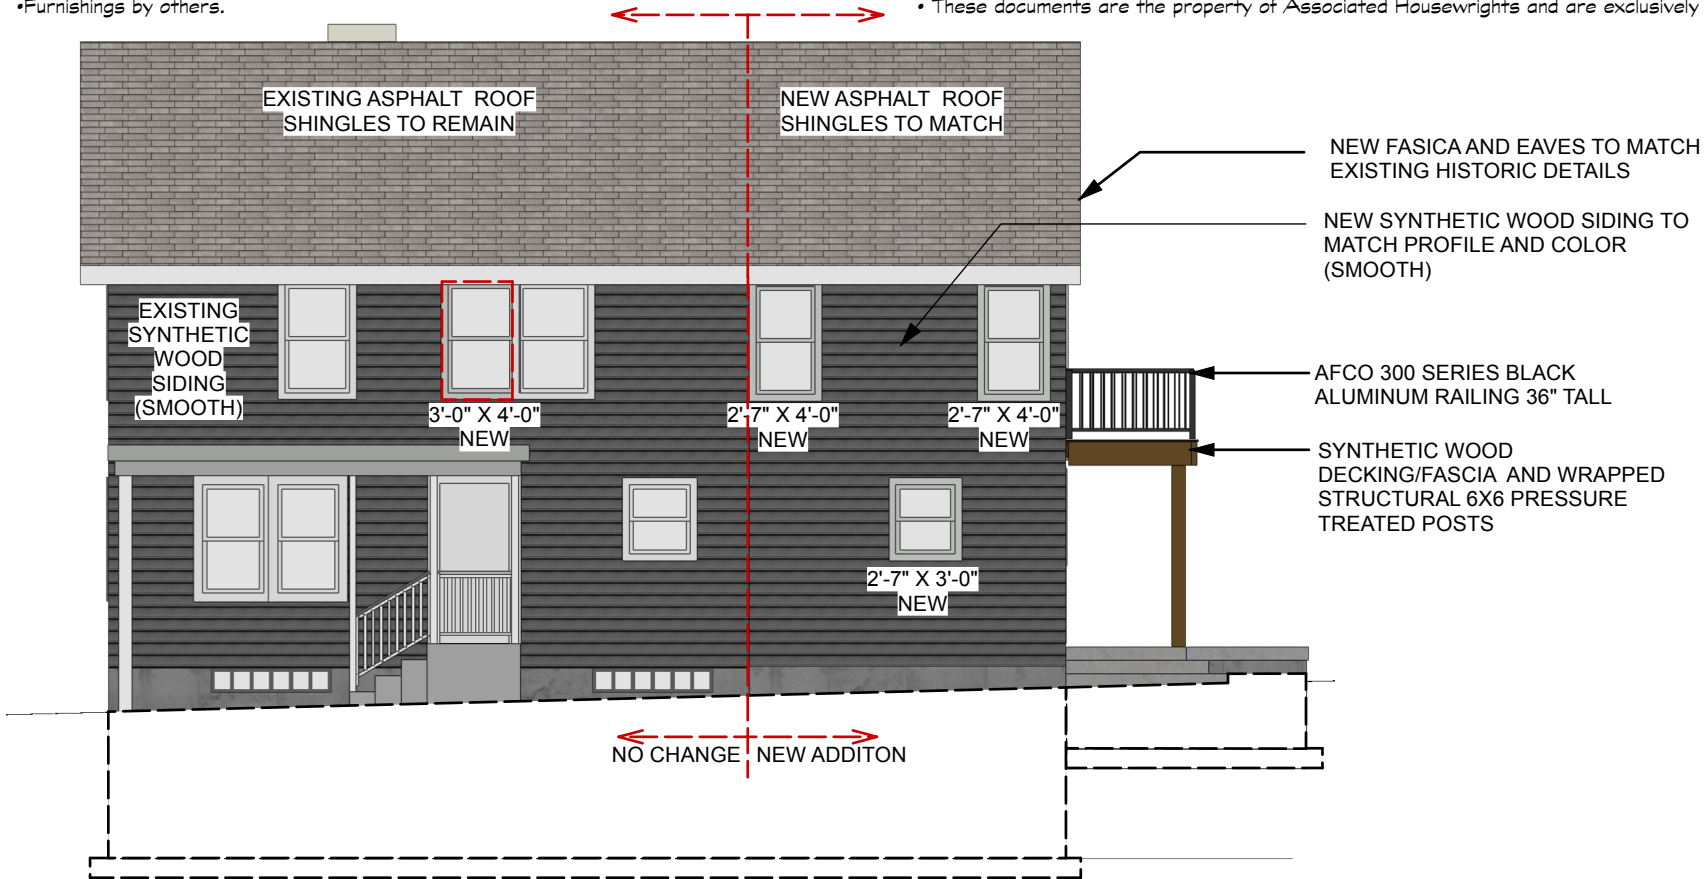 •Furnishings by others.
• These documents are the property of Associated Housewrights and are exclusively
EXISTING ASPHALT ROOF
SHINGLES TO REMAIN
NEW ASPHALT ROOF
SHINGLES TO MATCH
NEW FASICA AND EAVES TO MATCH
EXISTING HISTORIC DETAILS
NEW SYNTHETIC WOOD SIDING TO
MATCH PROFILE AND COLOR
(SMOOTH)
EXISTING
SYNTHETIC
WOOD
SIDING
(SMOOTH)
AFCO 300 SERIES BLACK
ALUMINUM RAILING 36" TALL
3'-0" X 4'-0"
NEW
2'-7" X 4'-0"
NEW
2'-7" X 4'-0"
NEW
SYNTHETIC WOOD
DECKING/FASCIA AND WRAPPED
STRUCTURAL 6X6 PRESSURE
TREATED POSTS
2'-7" X 3'-0"
NEW
NO CHANGE
NEW ADDITON